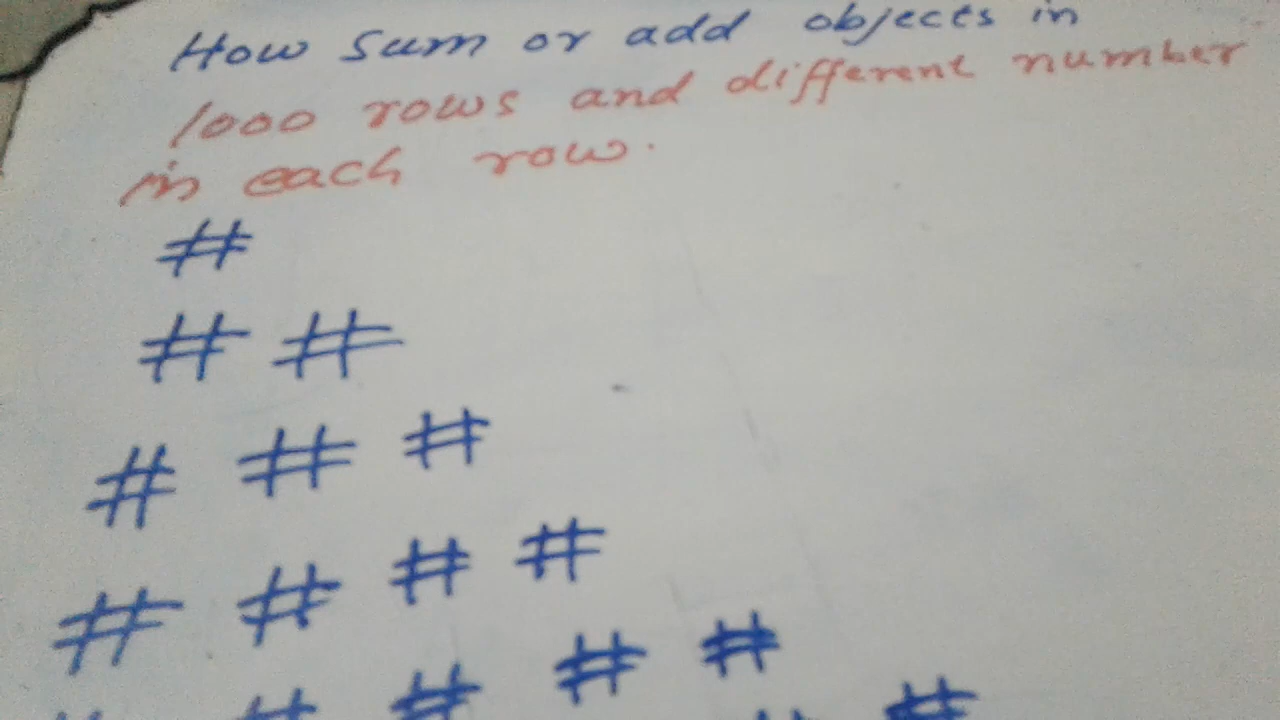 How Sum or add objects in
1000 rows and different number
in each row.
#
# #
# # #
# # # #
# # # # #
# #